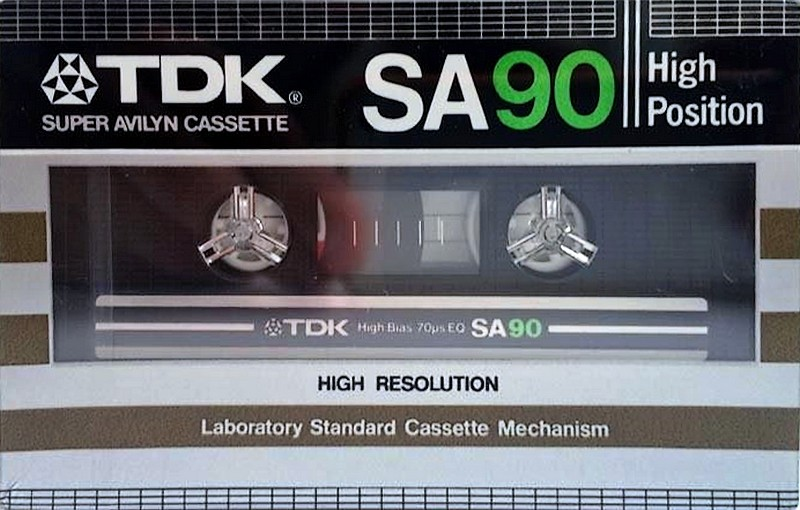 TDK® SA90 High
SUPER AVILYN CASSETTE Position
TDK High Bias 70µs EQ SA90
HIGH RESOLUTION
Laboratory Standard Cassette Mechanism